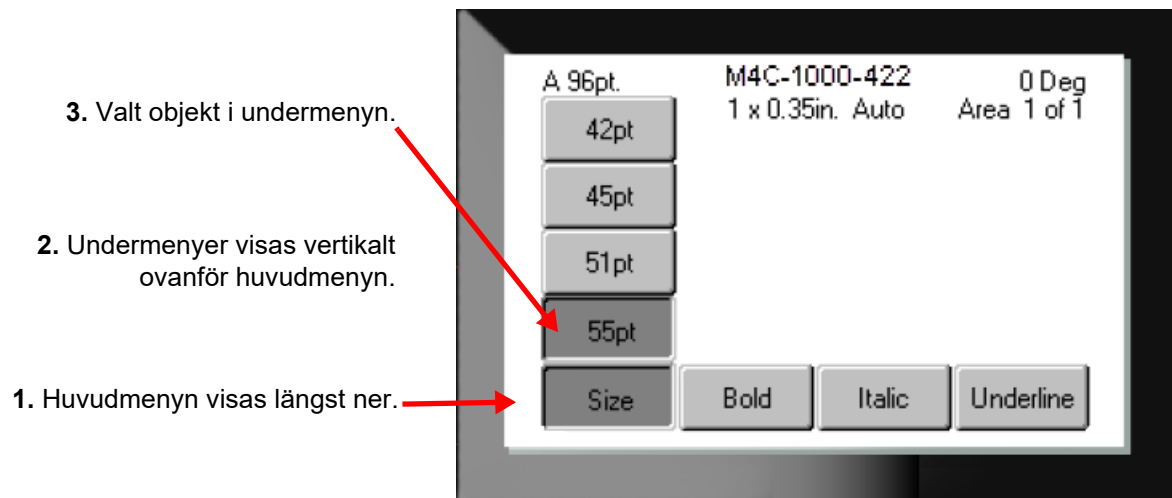 3. Valt objekt i undermenyn.
2. Undermenyer visas vertikalt
ovanför huvudmenyn.
1. Huvudmenyn visas längst ner.
A 96pt. M4C-1000-422 0 Deg
1 x 0.35in. Auto Area 1 of 1
42pt
45pt
51pt
55pt
Size Bold Italic Underline